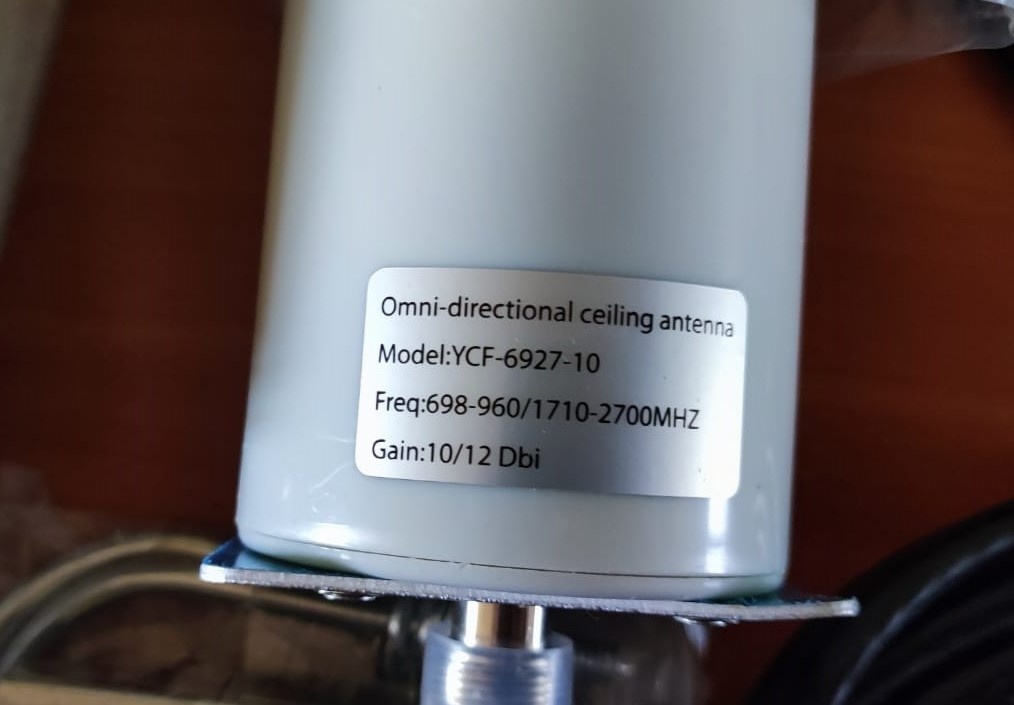 Omni-directional ceiling antenna
Model:YCF-6927-10
Freq:698-960/1710-2700MHZ
Gain:10/12 Dbi